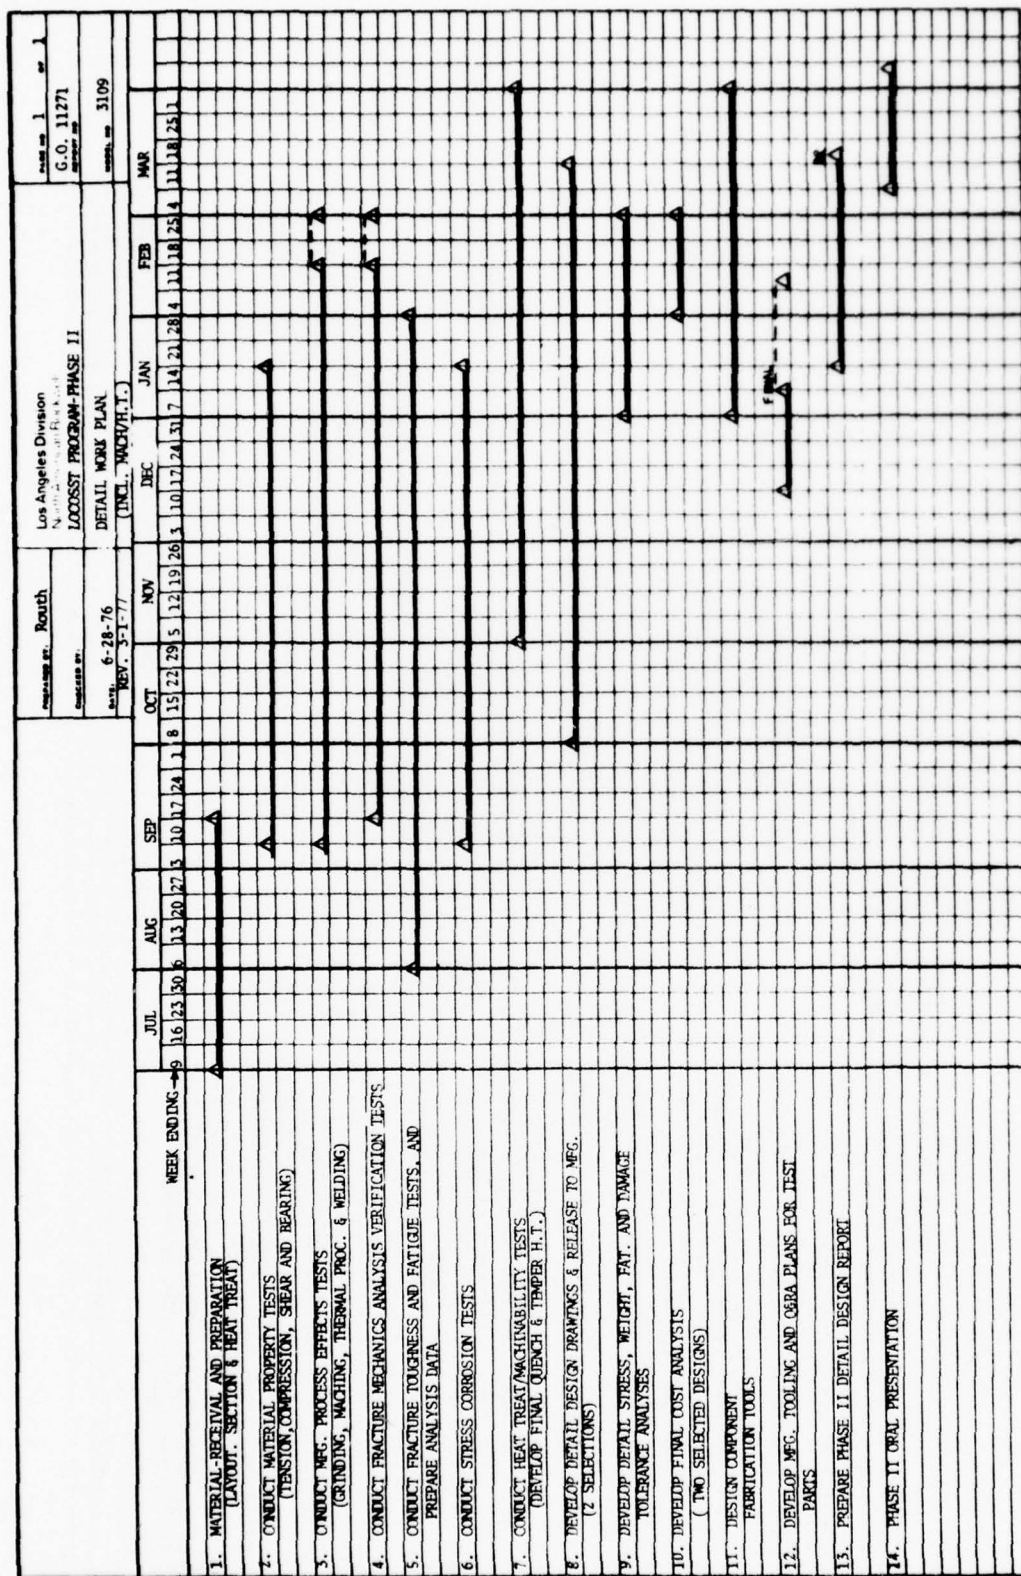 PREPARED BY: Routh
CHECKED BY:
DATE: 6-28-76
REV. 3-1-77
Los Angeles Division
LOCOSST PROGRAM-PHASE II
DETAIL WORK PLAN
(INCL. MACH/H.T.)
PAGE NO 1 OF 1
G.O. 11271
REPORT NO
MODEL NO 3109
JUL AUG SEP OCT NOV DEC JAN FEB MAR
WEEK ENDING 9 16 23 30 6 13 20 27 3 10 17 24 1 8 15 22 29 5 12 19 26 3 10 17 24 31 7 14 21 28 4 11 18 25 4 11 18 25 1
1. MATERIAL-RECEIVAL AND PREPARATION
(LAYOUT. SECTION & HEAT TREAT)
2. CONDUCT MATERIAL PROPERTY TESTS
(TENSION,COMPRESSION, SHEAR AND BEARING)
3. CONDUCT MFG. PROCESS EFFECTS TESTS
(GRINDING, MACHING, THERMAL PROC. & WELDING)
4. CONDUCT FRACTURE MECHANICS ANALYSIS VERIFICATION TESTS
5. CONDUCT FRACTURE TOUGHNESS AND FATIGUE TESTS, AND
PREPARE ANALYSIS DATA
6. CONDUCT STRESS CORROSION TESTS
7. CONDUCT HEAT TREAT/MACHINABILITY TESTS
(DEVELOP FINAL QUENCH & TEMPER H.T.)
8. DEVELOP DETAIL DESIGN DRAWINGS & RELEASE TO MFG.
(2 SELECTIONS)
9. DEVELOP DETAIL STRESS, WEIGHT, FAT. AND DAMAGE
TOLERANCE ANALYSES
10. DEVELOP FINAL COST ANALYSIS
( TWO SELECTED DESIGNS)
11. DESIGN COMPONENT
FABRICATION TOOLS
12. DEVELOP MFG. TOOLING AND Q&RA PLANS FOR TEST
PARTS
FINAL
13. PREPARE PHASE II DETAIL DESIGN REPORT
14. PHASE II ORAL PRESENTATION